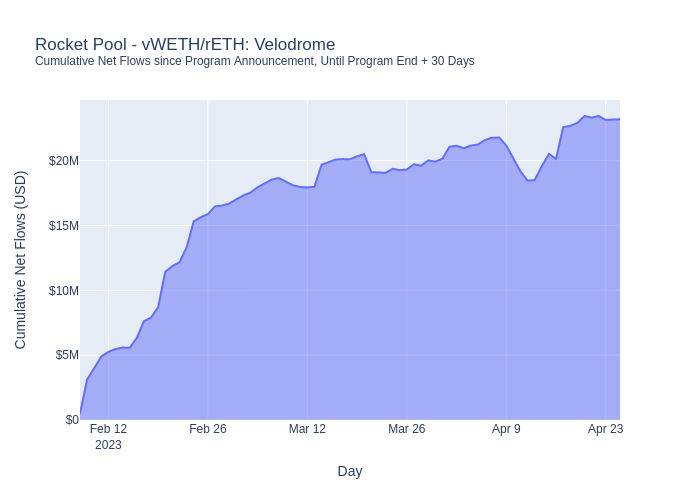 Rocket Pool - vWETH/rETH: Velodrome
Cumulative Net Flows since Program Announcement, Until Program End + 30 Days
Cumulative Net Flows (USD)
$20M
$15M
$10M
$5M
$0
Feb 12 Feb 26 Mar 12 Mar 26 Apr 9 Apr 23
2023
Day